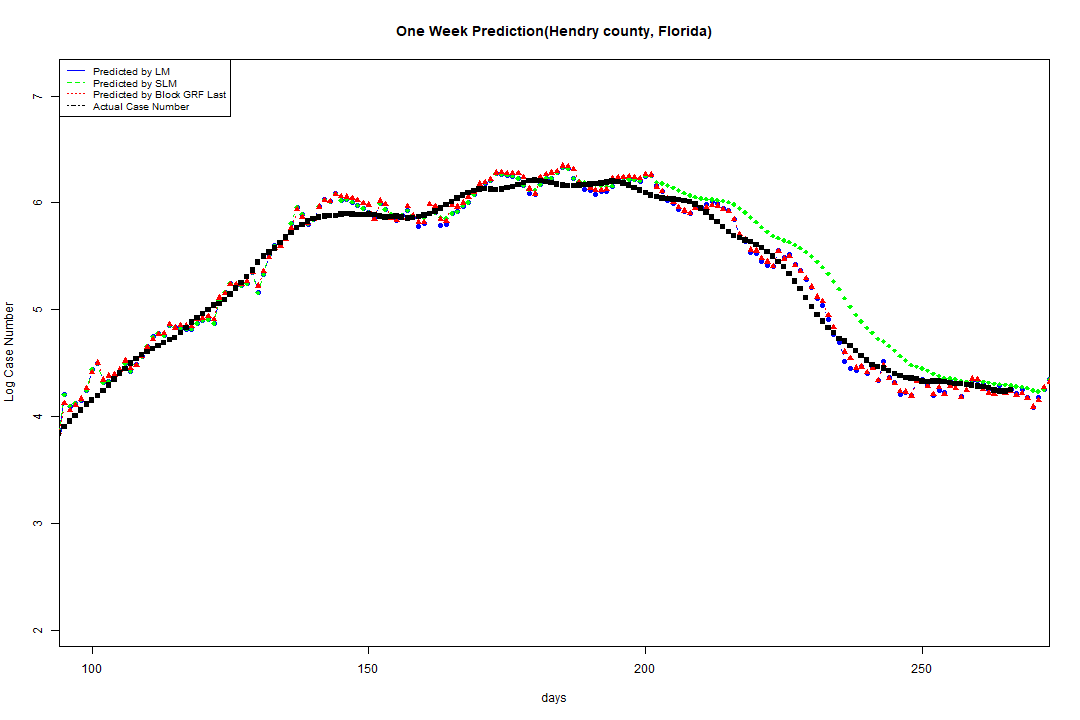 One Week Prediction(Hendry county, Florida)
Predicted by LM
Predicted by SLM
Predicted by Block GRF Last
Actual Case Number
7
6
5
4
3
2
Log Case Number
100 150 200 250
days